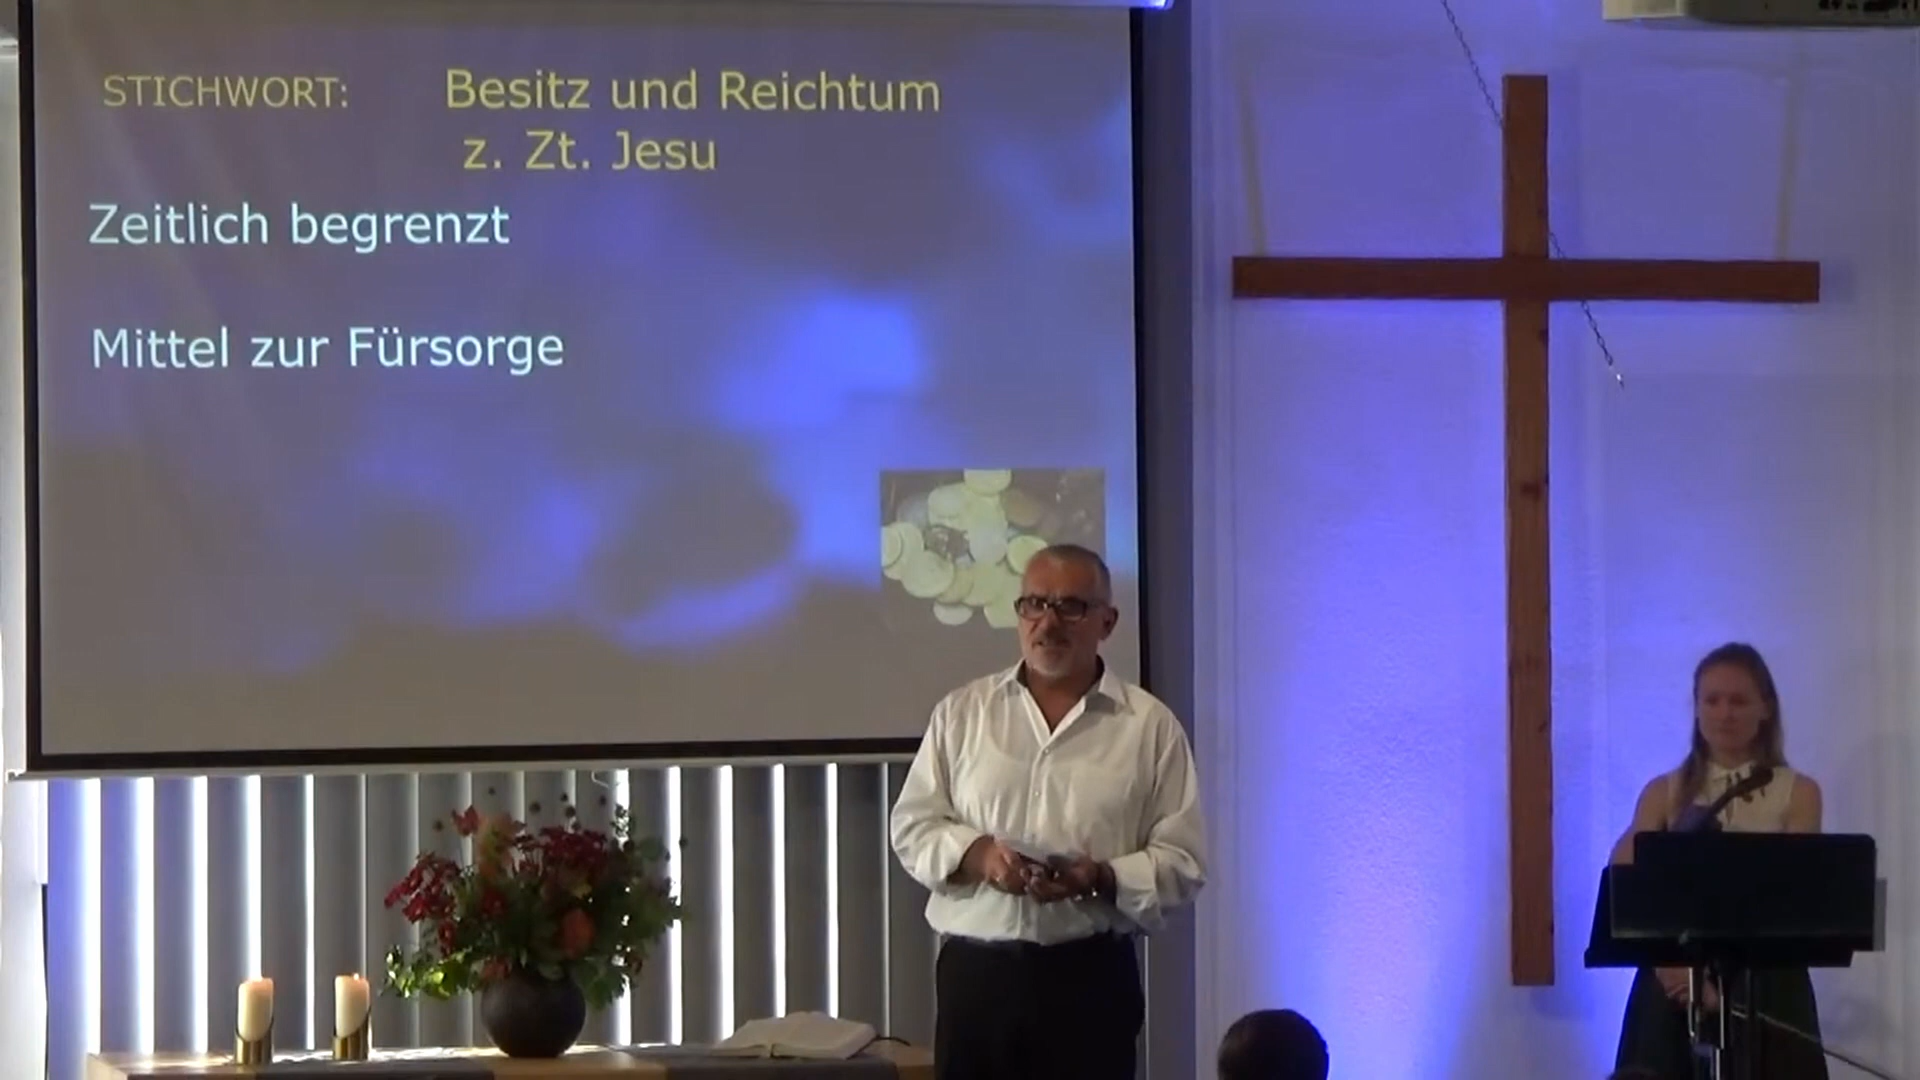 STICHWORT: Besitz und Reichtum
z. Zt. Jesu
Zeitlich begrenzt
Mittel zur Fürsorge